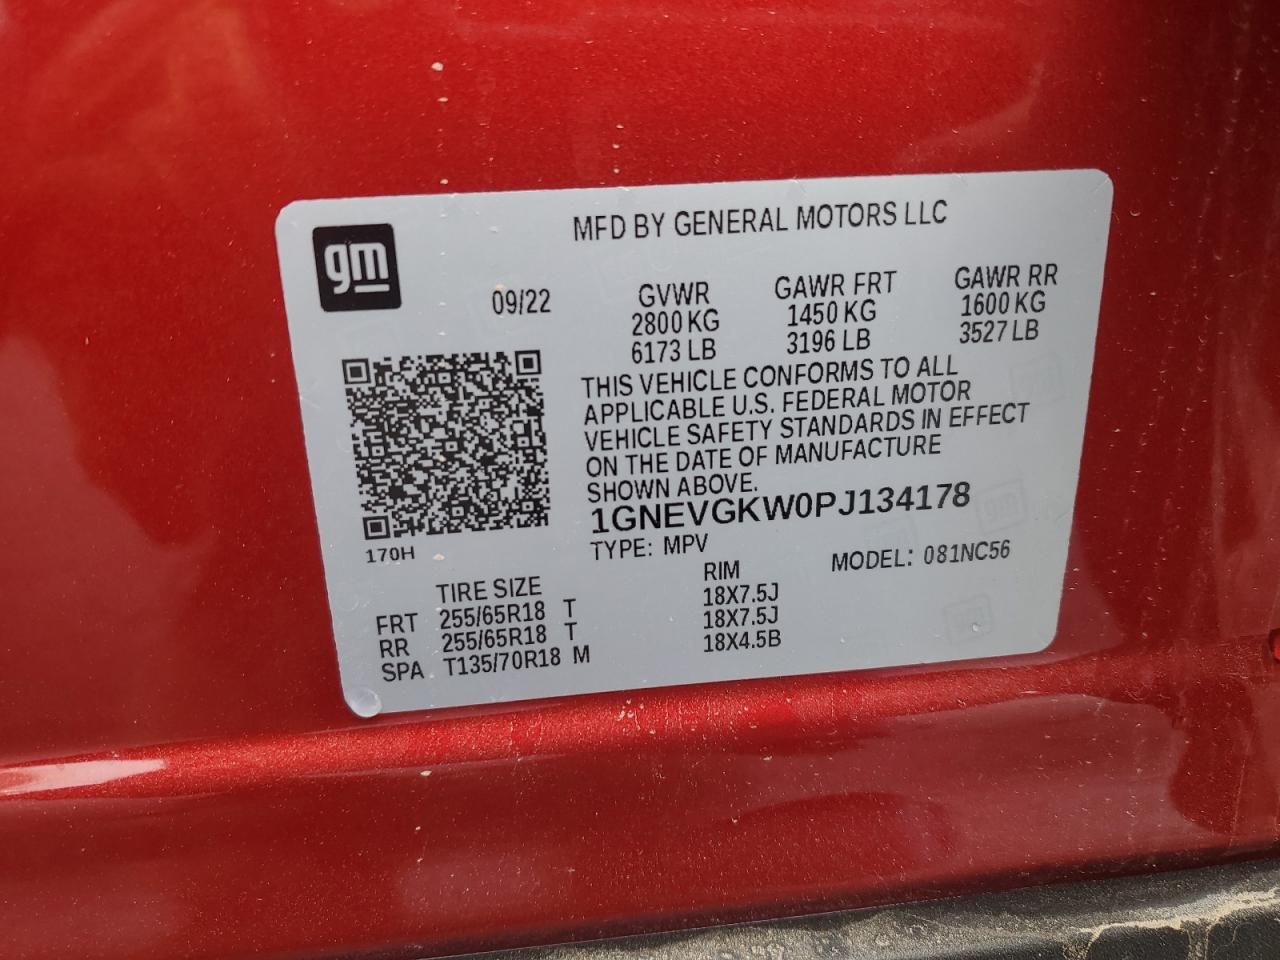 gm
MFD BY GENERAL MOTORS LLC
09/22
GVWR
2800 KG
6173 LB
GAWR FRT
1450 KG
3196 LB
GAWR RR
1600 KG
3527 LB
THIS VEHICLE CONFORMS TO ALL
APPLICABLE U.S. FEDERAL MOTOR
VEHICLE SAFETY STANDARDS IN EFFECT
ON THE DATE OF MANUFACTURE
SHOWN ABOVE.
1GNEVGKW0PJ134178
TYPE: MPV MODEL: 081NC56
170H
TIRE SIZE RIM
FRT 255/65R18 T 18X7.5J
RR 255/65R18 T 18X7.5J
SPA T135/70R18 M 18X4.5B